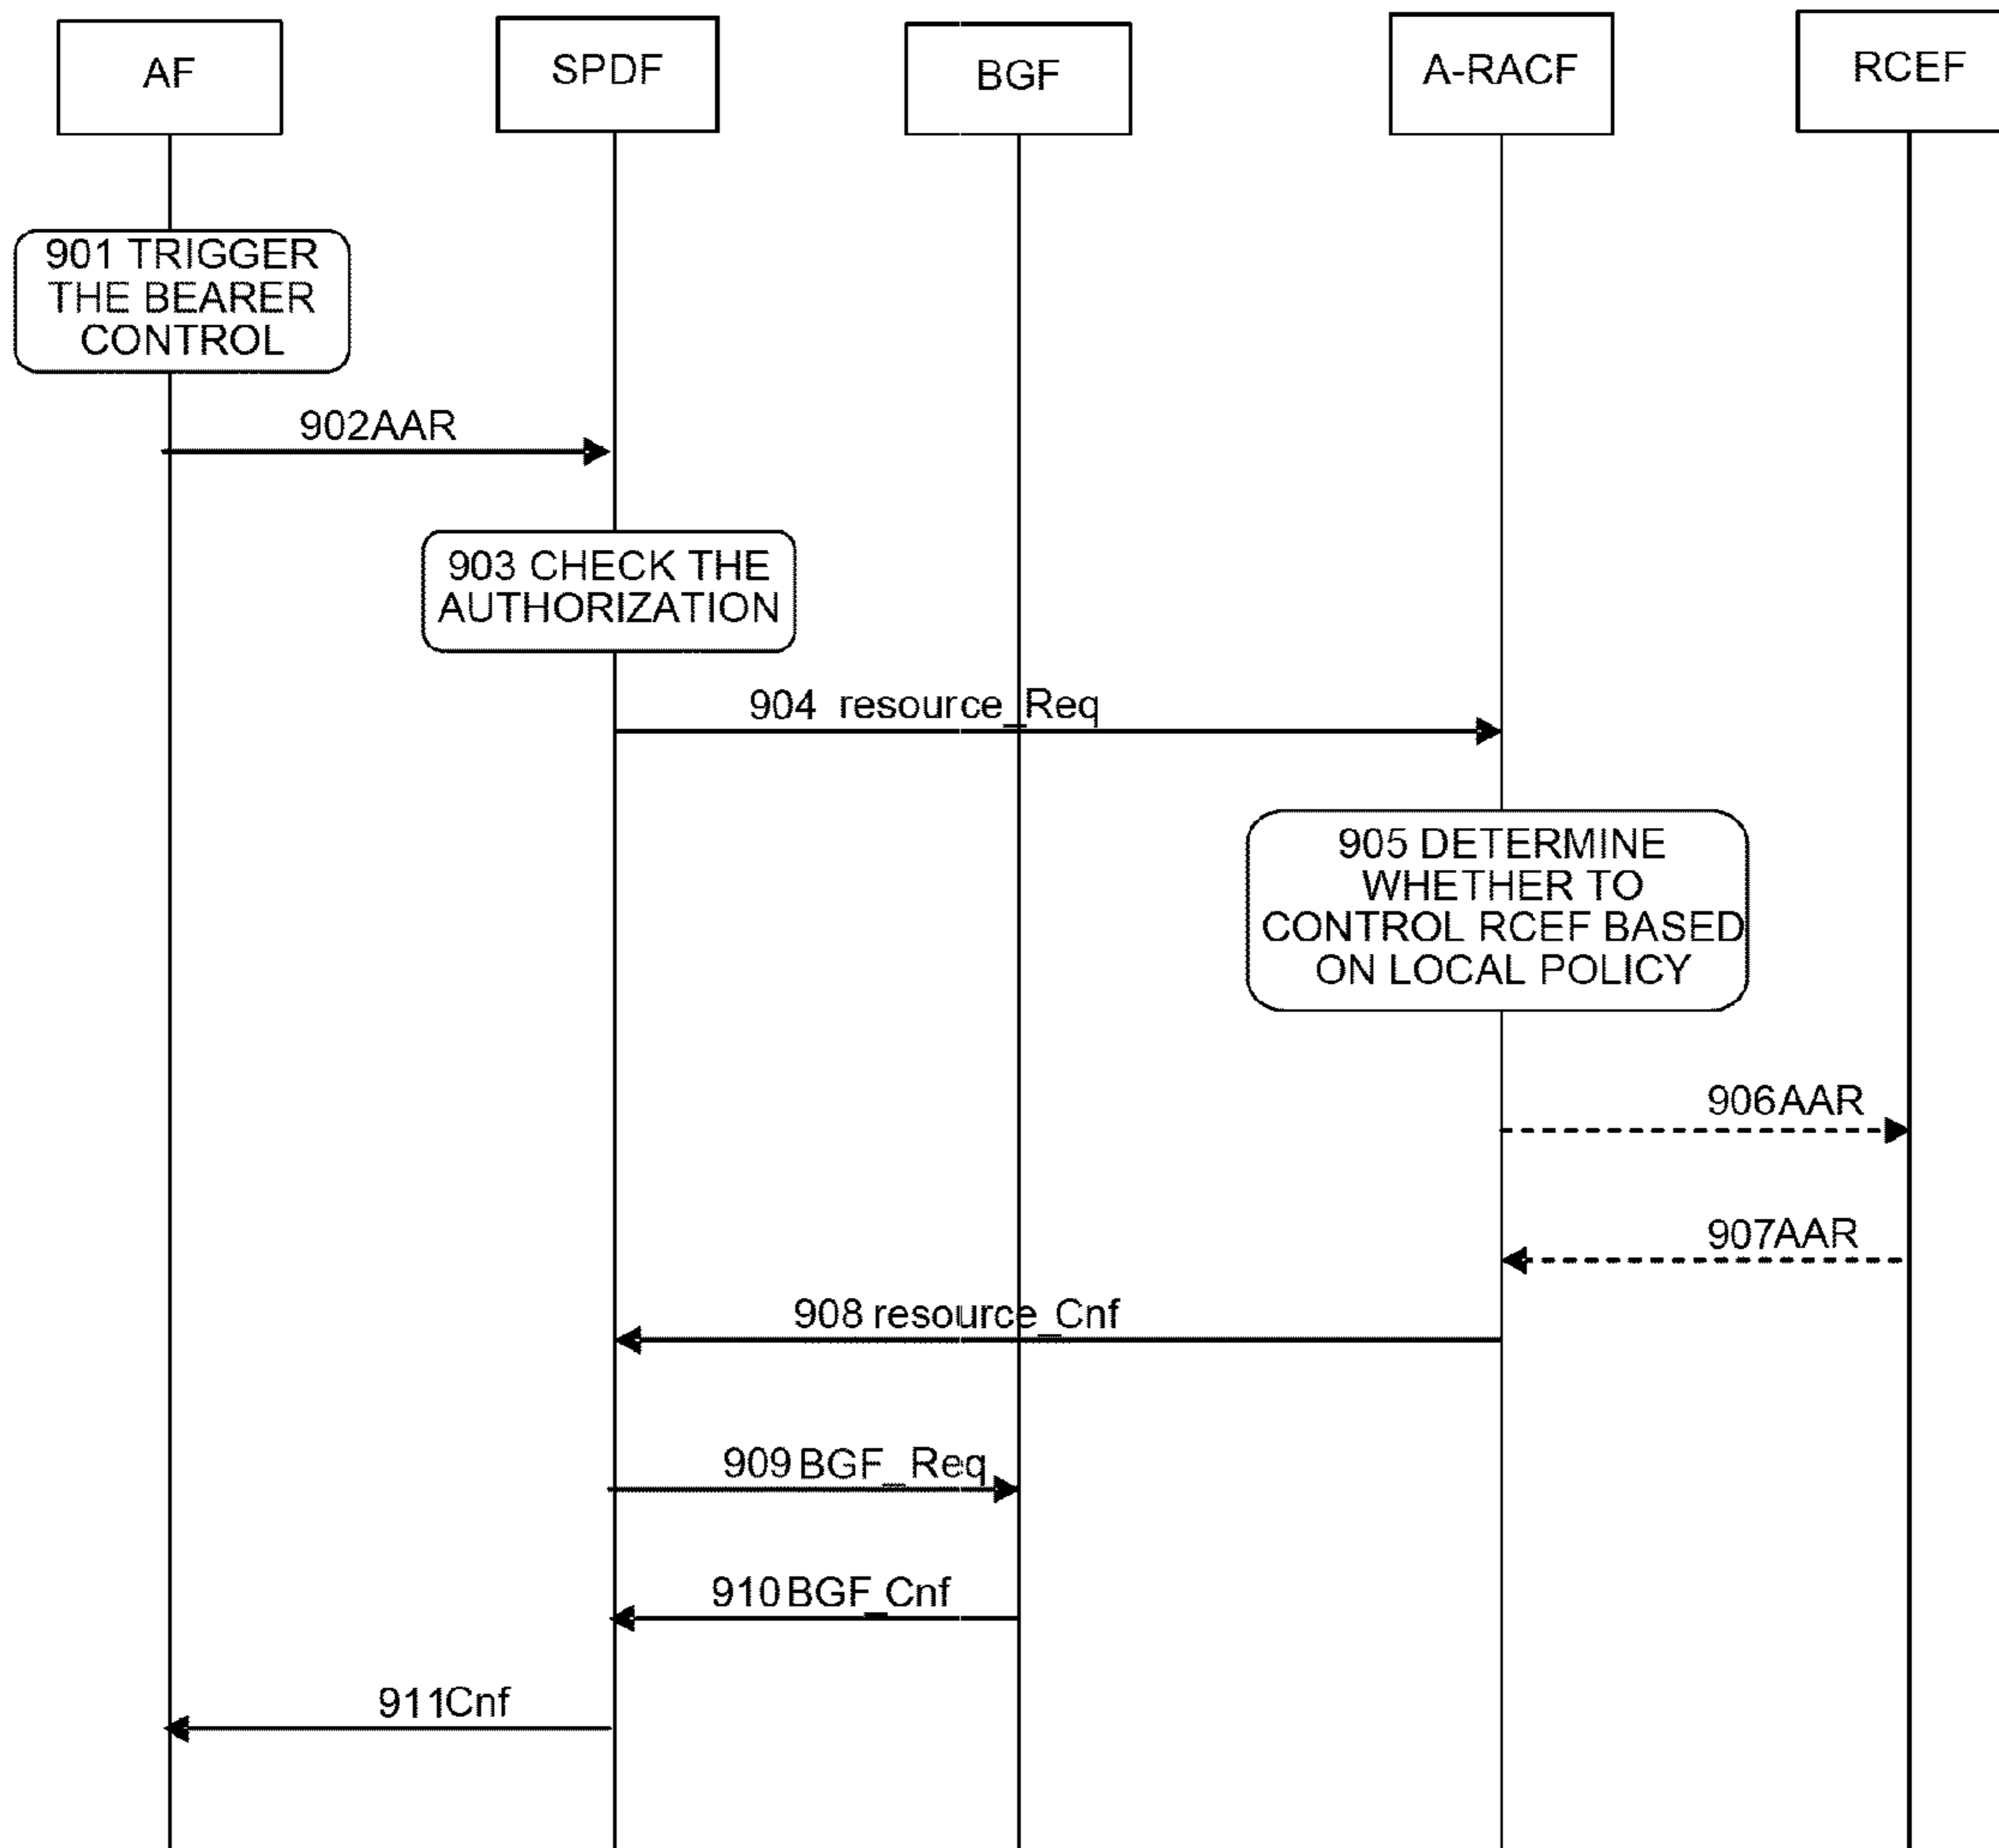 AF
SPDF
BGF
A-RACF
RCEF
901 TRIGGER
THE BEARER
CONTROL
902AAR
903 CHECK THE
AUTHORIZATION
904 resource_Req
905 DETERMINE
WHETHER TO
CONTROL RCEF BASED
ON LOCAL POLICY
906AAR
907AAR
908 resource_Cnf
909 BGF_Req
910 BGF_Cnf
911Cnf